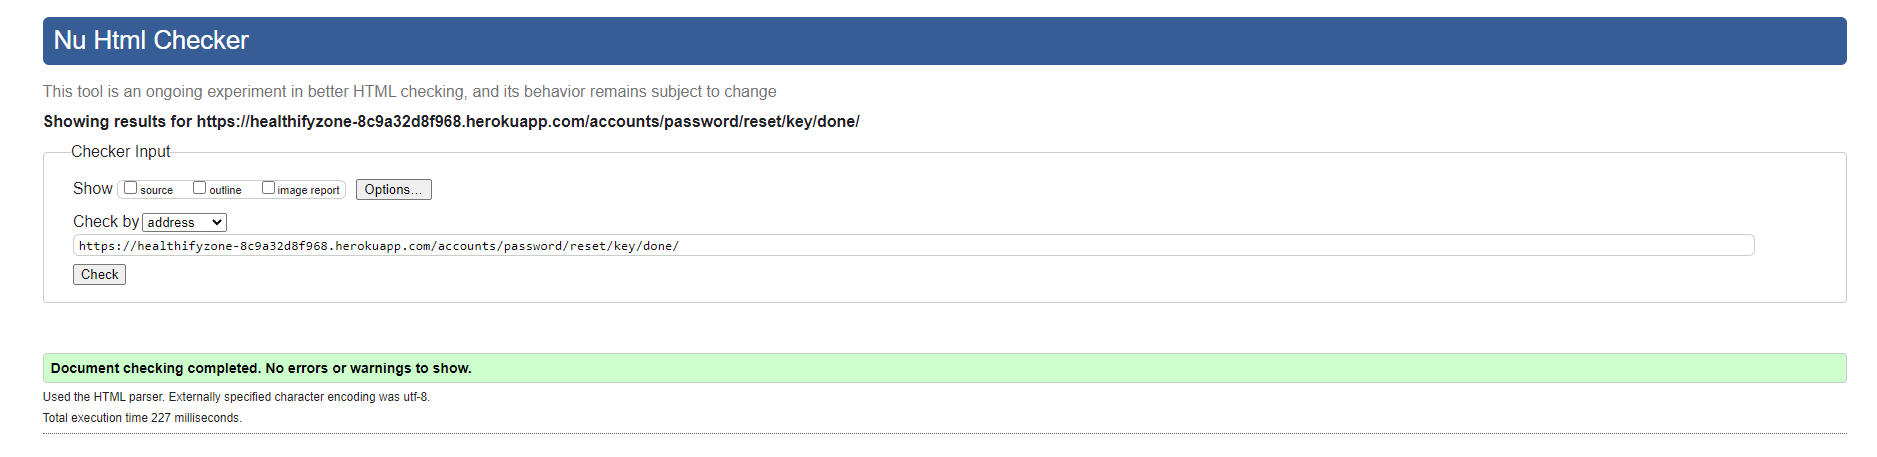 Nu Html Checker
This tool is an ongoing experiment in better HTML checking, and its behavior remains subject to change
Showing results for https://healthifyzone-8c9a32d8f968.herokuapp.com/accounts/password/reset/key/done/
Checker Input
Show source outline image report Options...
Check by address
https://healthifyzone-8c9a32d8f968.herokuapp.com/accounts/password/reset/key/done/
Check
Document checking completed. No errors or warnings to show.
Used the HTML parser. Externally specified character encoding was utf-8.
Total execution time 227 milliseconds.